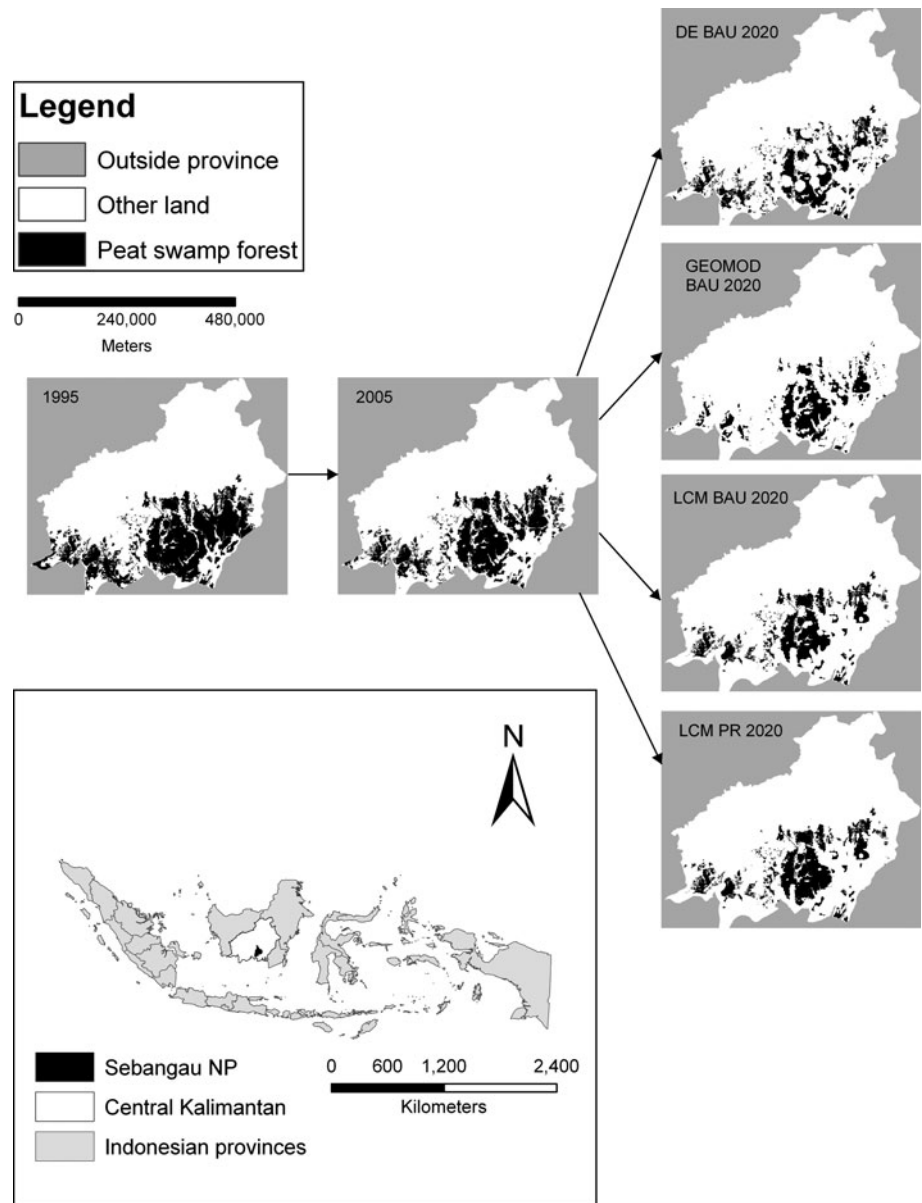 Legend
Outside province
Other land
Peat swamp forest
0 240,000 480,000
Meters
1995
2005
DE BAU 2020
GEOMOD
BAU 2020
LCM BAU 2020
LCM PR 2020
N
Sebangau NP
Central Kalimantan
Indonesian provinces
0 600 1,200 2,400
Kilometers